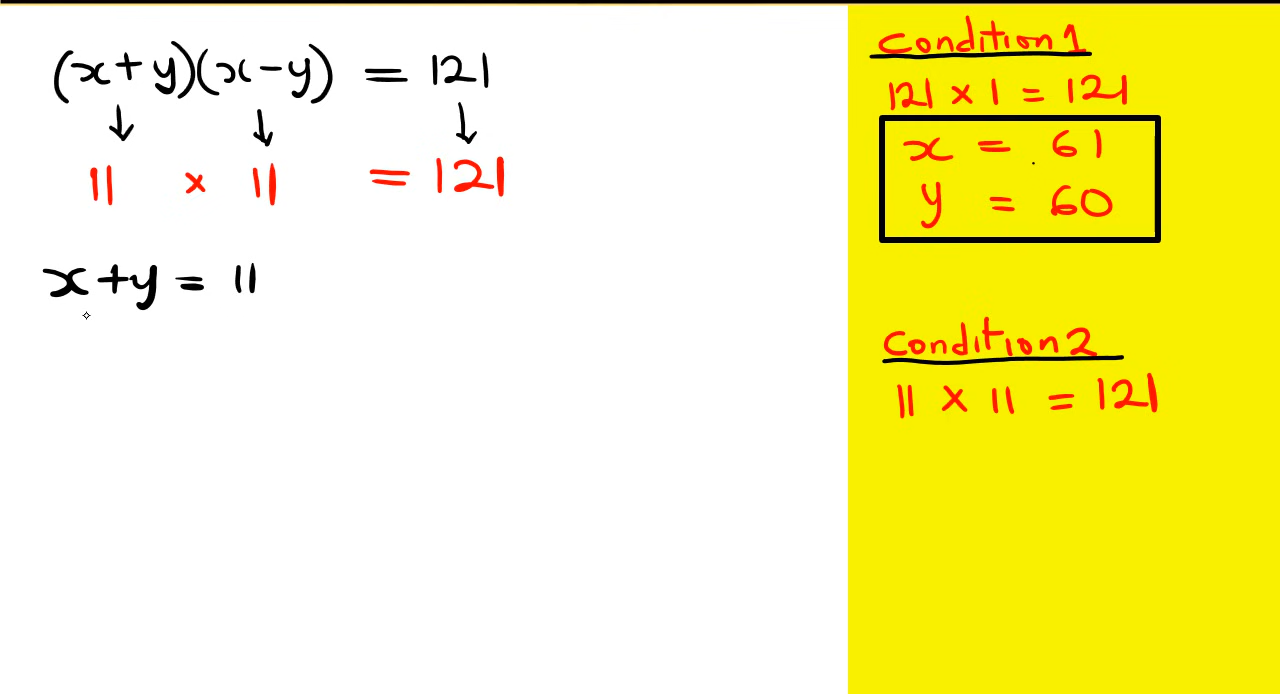 (x+y)(x-y) = 121
↓ ↓ ↓
11 × 11 = 121
x+y = 11
Condition 1
121 × 1 = 121
x = 61
y = 60
Condition 2
11 × 11 = 121